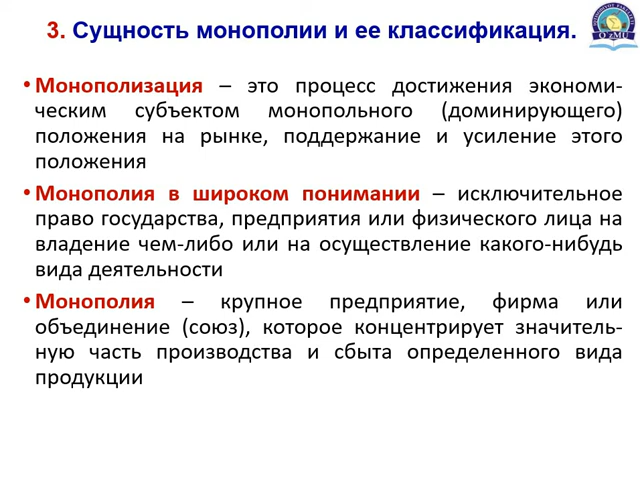 3. Сущность монополии и ее классификация.
O'zMU
• Монополизация – это процесс достижения экономи-
ческим субъектом монопольного (доминирующего)
положения на рынке, поддержание и усиление этого
положения
• Монополия в широком понимании – исключительное
право государства, предприятия или физического лица на
владение чем-либо или на осуществление какого-нибудь
вида деятельности
• Монополия – крупное предприятие, фирма или
объединение (союз), которое концентрирует значитель-
ную часть производства и сбыта определенного вида
продукции